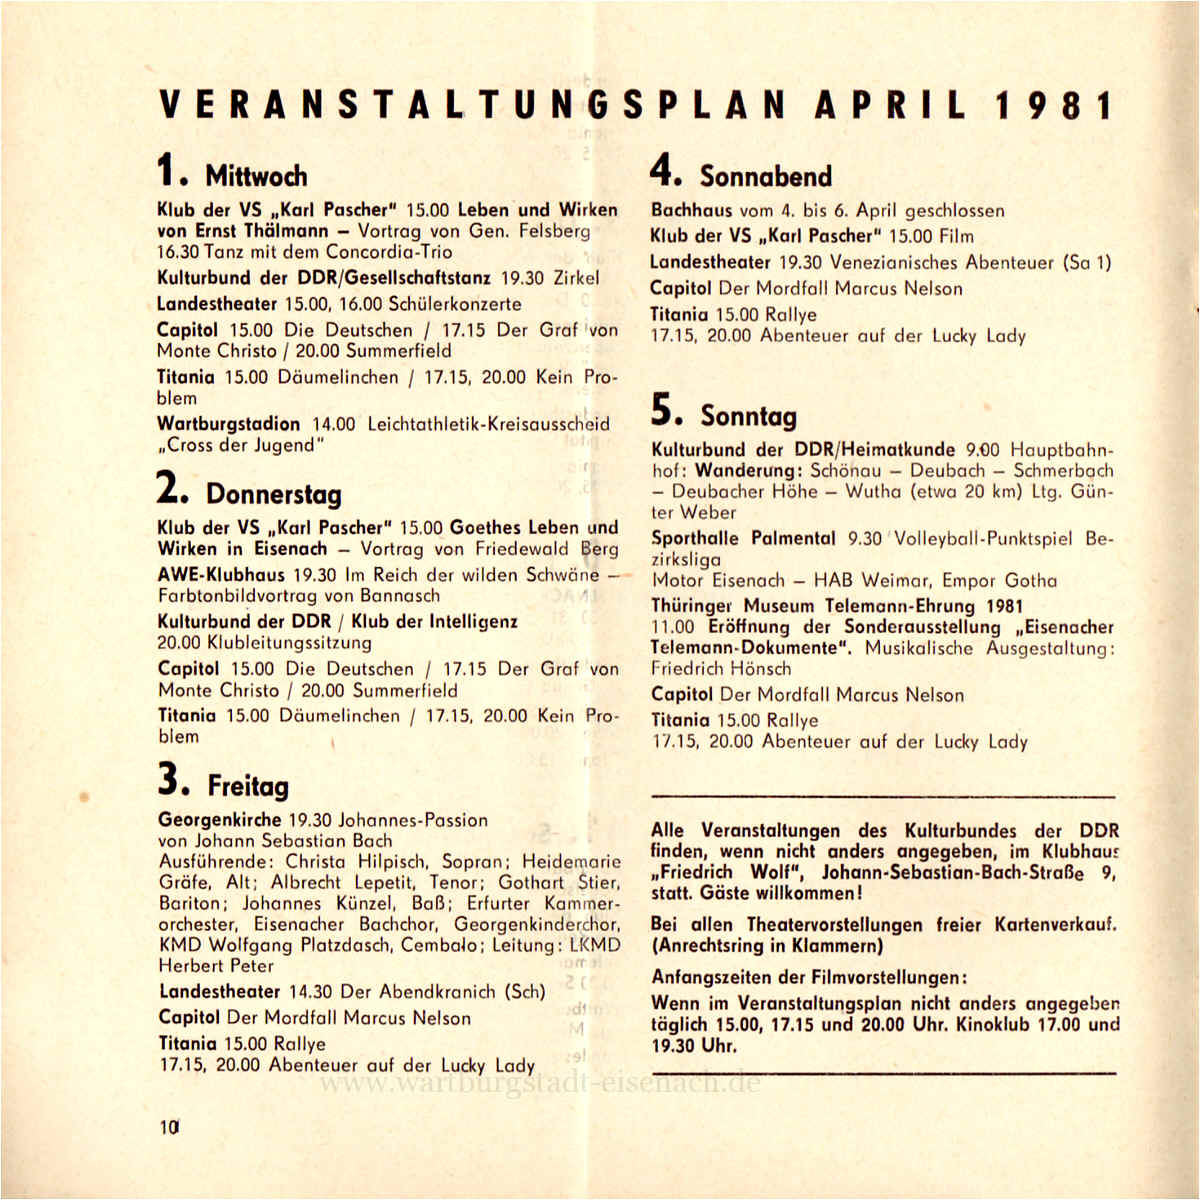 VERANSTALTUNGSPLAN APRIL 1981
1. Mittwoch
Klub der VS „Karl Pascher" 15.00 Leben und Wirken
von Ernst Thälmann – Vortrag von Gen. Felsberg
16.30 Tanz mit dem Concordia-Trio
Kulturbund der DDR/Gesellschaftstanz 19.30 Zirkel
Landestheater 15.00, 16.00 Schülerkonzerte
Capitol 15.00 Die Deutschen / 17.15 Der Graf von
Monte Christo / 20.00 Summerfield
Titania 15.00 Däumelinchen / 17.15, 20.00 Kein Pro-
blem
Wartburgstadion 14.00 Leichtathletik-Kreisausscheid
„Cross der Jugend"
2. Donnerstag
Klub der VS „Karl Pascher" 15.00 Goethes Leben und
Wirken in Eisenach – Vortrag von Friedewald Berg
AWE-Klubhaus 19.30 Im Reich der wilden Schwäne –
Farbtonbildvortrag von Bannasch
Kulturbund der DDR / Klub der Intelligenz
20.00 Klubleitungssitzung
Capitol 15.00 Die Deutschen / 17.15 Der Graf von
Monte Christo / 20.00 Summerfield
Titania 15.00 Däumelinchen / 17.15, 20.00 Kein Pro-
blem
3. Freitag
Georgenkirche 19.30 Johannes-Passion
von Johann Sebastian Bach
Ausführende: Christa Hilpisch, Sopran; Heidemarie
Gräfe, Alt; Albrecht Lepetit, Tenor; Gothart Stier,
Bariton; Johannes Künzel, Baß; Erfurter Kammer-
orchester, Eisenacher Bachchor, Georgenkinderchor,
KMD Wolfgang Platzdasch, Cembalo; Leitung: LKMD
Herbert Peter
Landestheater 14.30 Der Abendkranich (Sch)
Capitol Der Mordfall Marcus Nelson
Titania 15.00 Rallye
17.15, 20.00 Abenteuer auf der Lucky Lady
10
4. Sonnabend
Bachhaus vom 4. bis 6. April geschlossen
Klub der VS „Karl Pascher" 15.00 Film
Landestheater 19.30 Venezianisches Abenteuer (Sa 1)
Capitol Der Mordfall Marcus Nelson
Titania 15.00 Rallye
17.15, 20.00 Abenteuer auf der Lucky Lady
5. Sonntag
Kulturbund der DDR/Heimatkunde 9.00 Hauptbahn-
hof: Wanderung: Schönau – Deubach – Schmerbach
– Deubacher Höhe – Wutha (etwa 20 km) Ltg. Gün-
ter Weber
Sporthalle Palmental 9.30 Volleyball-Punktspiel Be-
zirksliga
Motor Eisenach – HAB Weimar, Empor Gotha
Thüringer Museum Telemann-Ehrung 1981
11.00 Eröffnung der Sonderausstellung „Eisenacher
Telemann-Dokumente". Musikalische Ausgestaltung:
Friedrich Hönsch
Capitol Der Mordfall Marcus Nelson
Titania 15.00 Rallye
17.15, 20.00 Abenteuer auf der Lucky Lady
Alle Veranstaltungen des Kulturbundes der DDR
finden, wenn nicht anders angegeben, im Klubhaus
„Friedrich Wolf", Johann-Sebastian-Bach-Straße 9,
statt. Gäste willkommen!
Bei allen Theatervorstellungen freier Kartenverkauf.
(Anrechtsring in Klammern)
Anfangszeiten der Filmvorstellungen:
Wenn im Veranstaltungsplan nicht anders angegeben
täglich 15.00, 17.15 und 20.00 Uhr. Kinoklub 17.00 und
19.30 Uhr.
www.wartburgstadt-eisenach.de